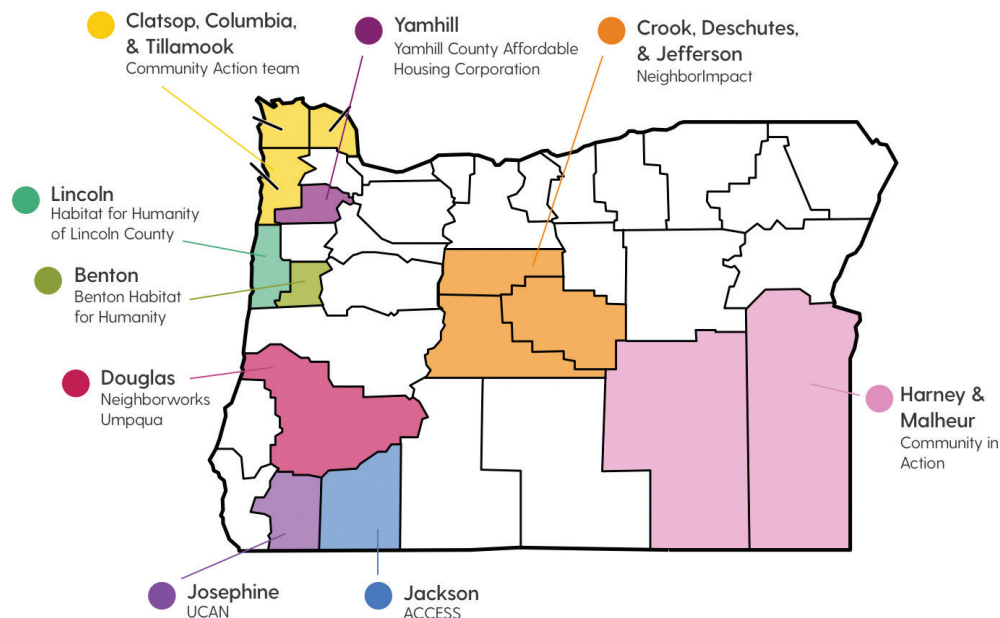 Clatsop, Columbia,
& Tillamook
Community Action team
Yamhill
Yamhill County Affordable
Housing Corporation
Crook, Deschutes,
& Jefferson
NeighborImpact
Lincoln
Habitat for Humanity
of Lincoln County
Benton
Benton Habitat
for Humanity
Douglas
Neighborworks
Umpqua
Harney &
Malheur
Community in
Action
Josephine
UCAN
Jackson
ACCESS